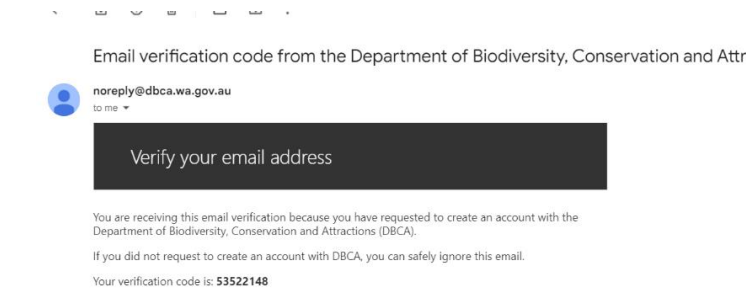 Email verification code from the Department of Biodiversity, Conservation and Attr
noreply@dbca.wa.gov.au
to me
Verify your email address
You are receiving this email verification because you have requested to create an account with the
Department of Biodiversity, Conservation and Attractions (DBCA).
If you did not request to create an account with DBCA, you can safely ignore this email.
Your verification code is: 53522148